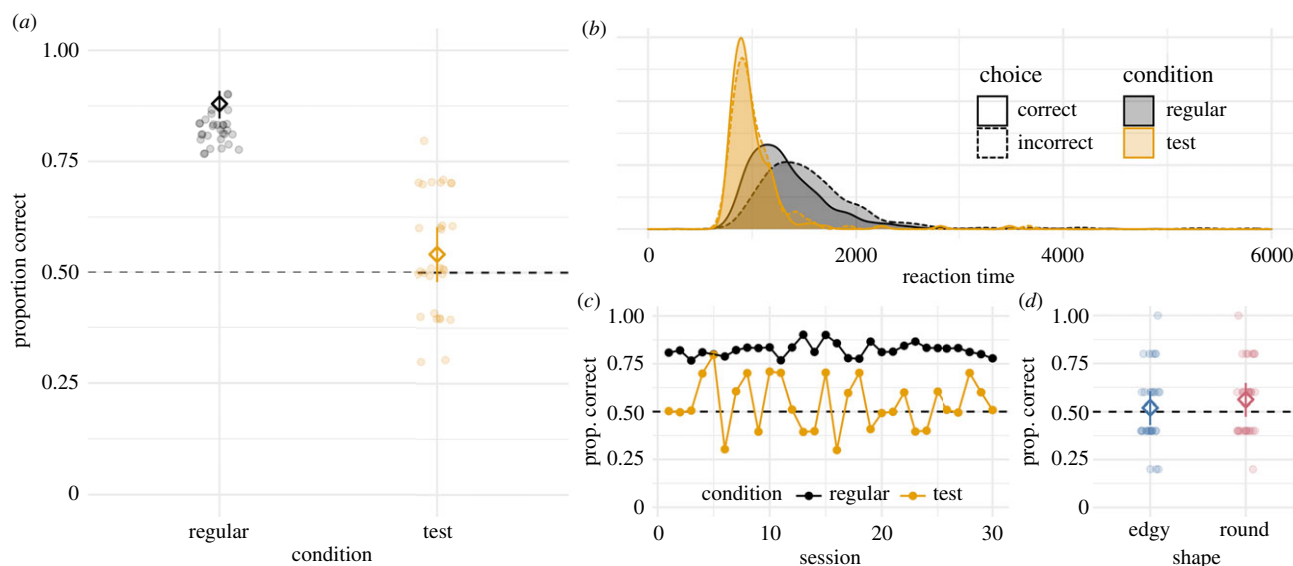 (a)
1.00
0.75
0.50
0.25
0
proportion correct
regular
test
condition
(b)
choice
correct
incorrect
condition
regular
test
0
2000
4000
6000
reaction time
(c)
1.00
0.75
0.50
0.25
0
prop. correct
condition
regular
test
0
10
20
30
session
(d)
1.00
0.75
0.50
0.25
0
prop. correct
edgy
round
shape